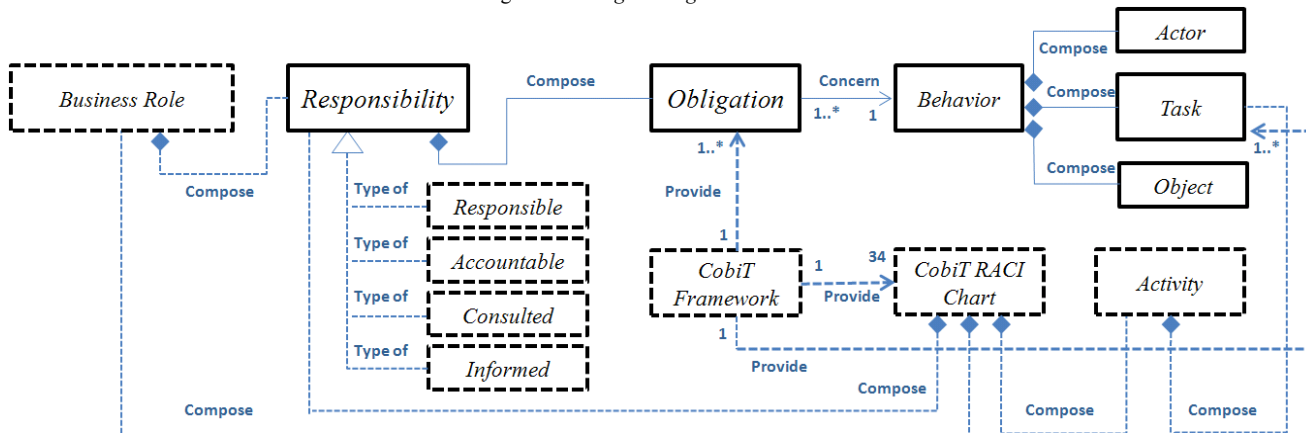 Actor
Compose
Business Role
Responsibility
Compose
Obligation
Concern
1..*
1
Behavior
Compose
Task
1..*
Compose
Object
Compose
1..*
Type of
Responsible
Provide
Type of
Accountable
1
CobiT
Framework
1
34
Provide
CobiT RACI
Chart
Activity
Type of
Consulted
1
Type of
Informed
Provide
Compose
Compose
Compose
Compose